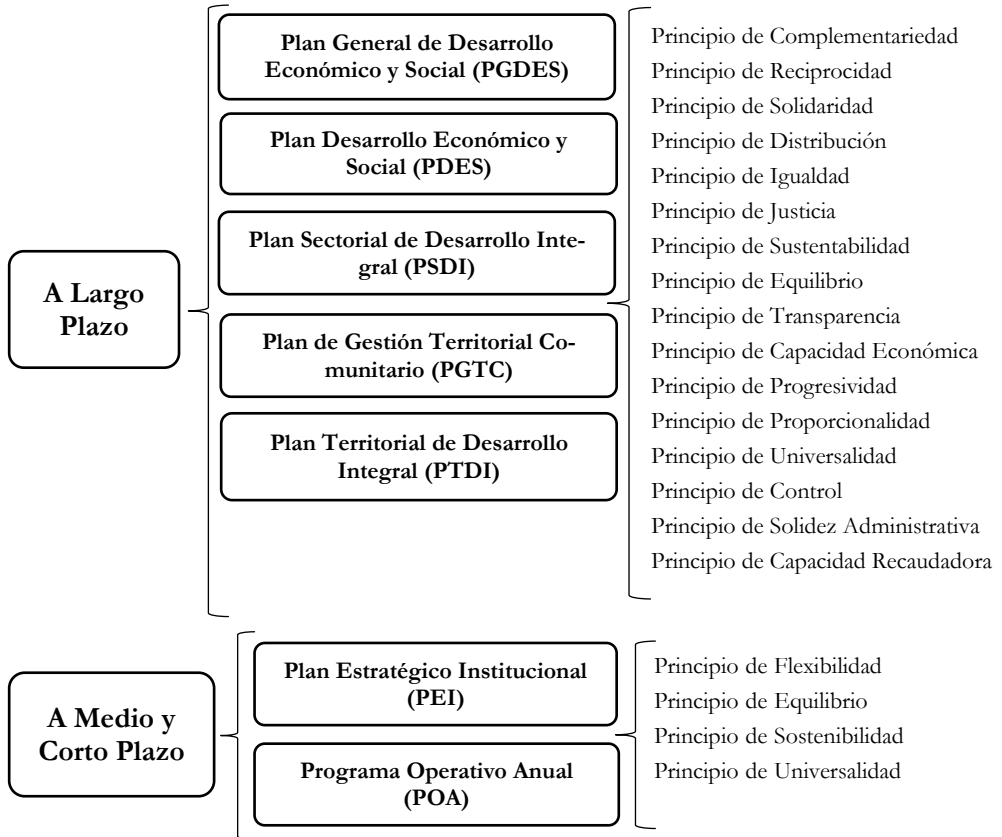 A Largo
Plazo
Plan General de Desarrollo
Económico y Social (PGDES)
Plan Desarrollo Económico y
Social (PDES)
Plan Sectorial de Desarrollo Inte-
gral (PSDI)
Plan de Gestión Territorial Co-
munitario (PGTC)
Plan Territorial de Desarrollo
Integral (PTDI)
Principio de Complementariedad
Principio de Reciprocidad
Principio de Solidaridad
Principio de Distribución
Principio de Igualdad
Principio de Justicia
Principio de Sustentabilidad
Principio de Equilibrio
Principio de Transparencia
Principio de Capacidad Económica
Principio de Progresividad
Principio de Proporcionalidad
Principio de Universalidad
Principio de Control
Principio de Solidez Administrativa
Principio de Capacidad Recaudadora
A Medio y
Corto Plazo
Plan Estratégico Institucional
(PEI)
Programa Operativo Anual
(POA)
Principio de Flexibilidad
Principio de Equilibrio
Principio de Sostenibilidad
Principio de Universalidad